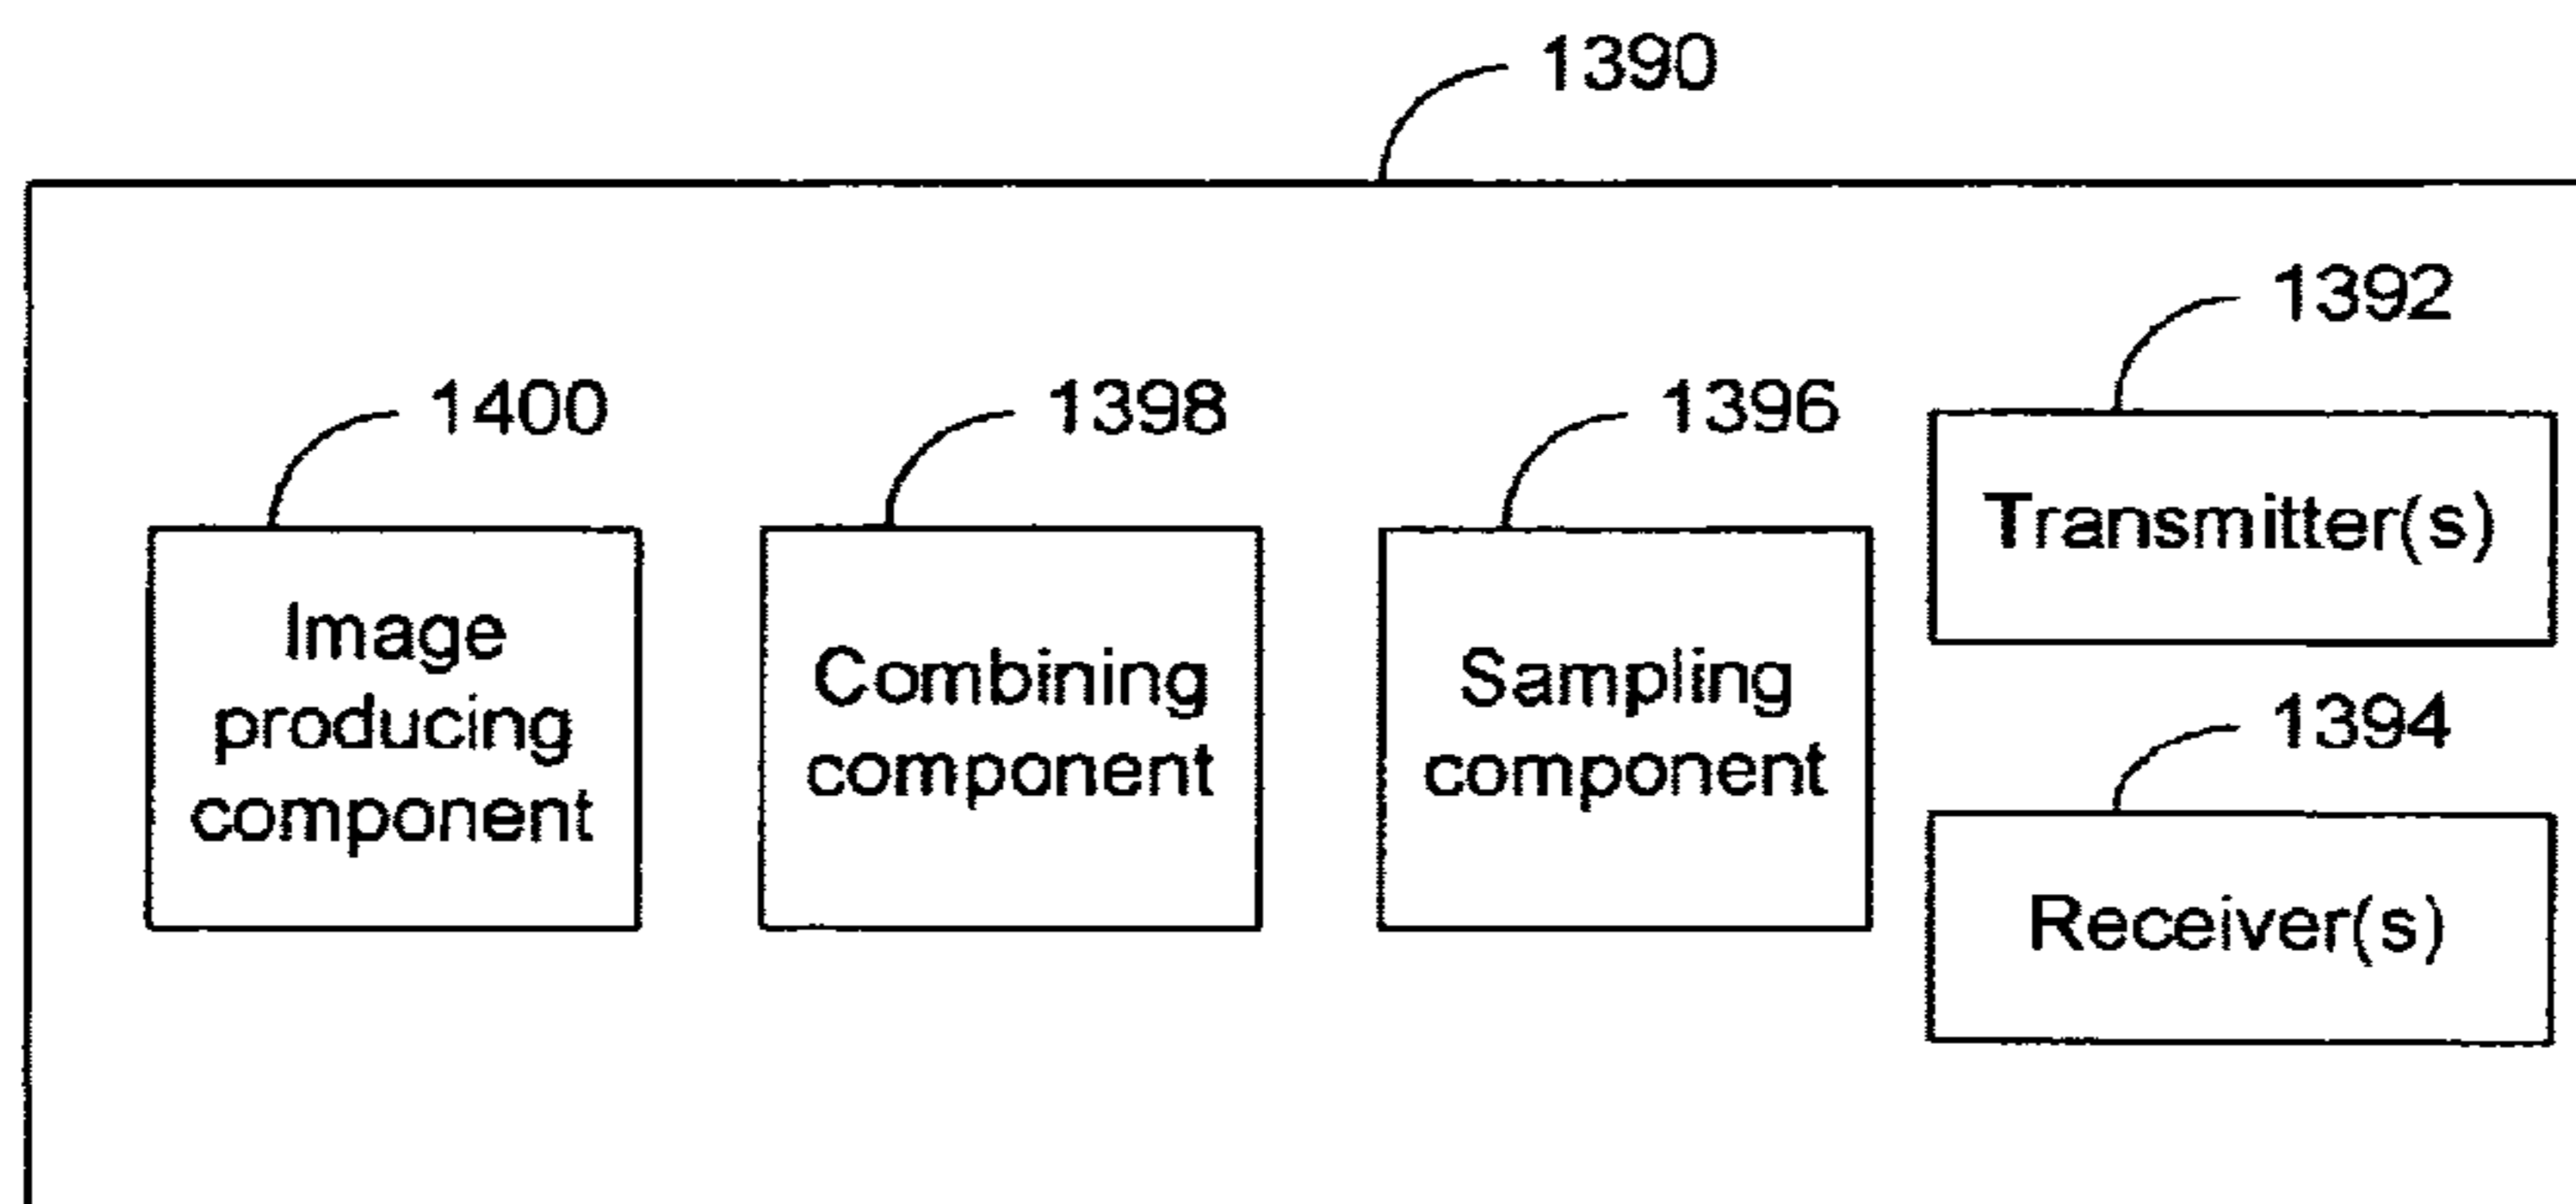 1390
1392
1400
1398
1396
Transmitter(s)
Image
producing
component
Combining
component
Sampling
component
1394
Receiver(s)